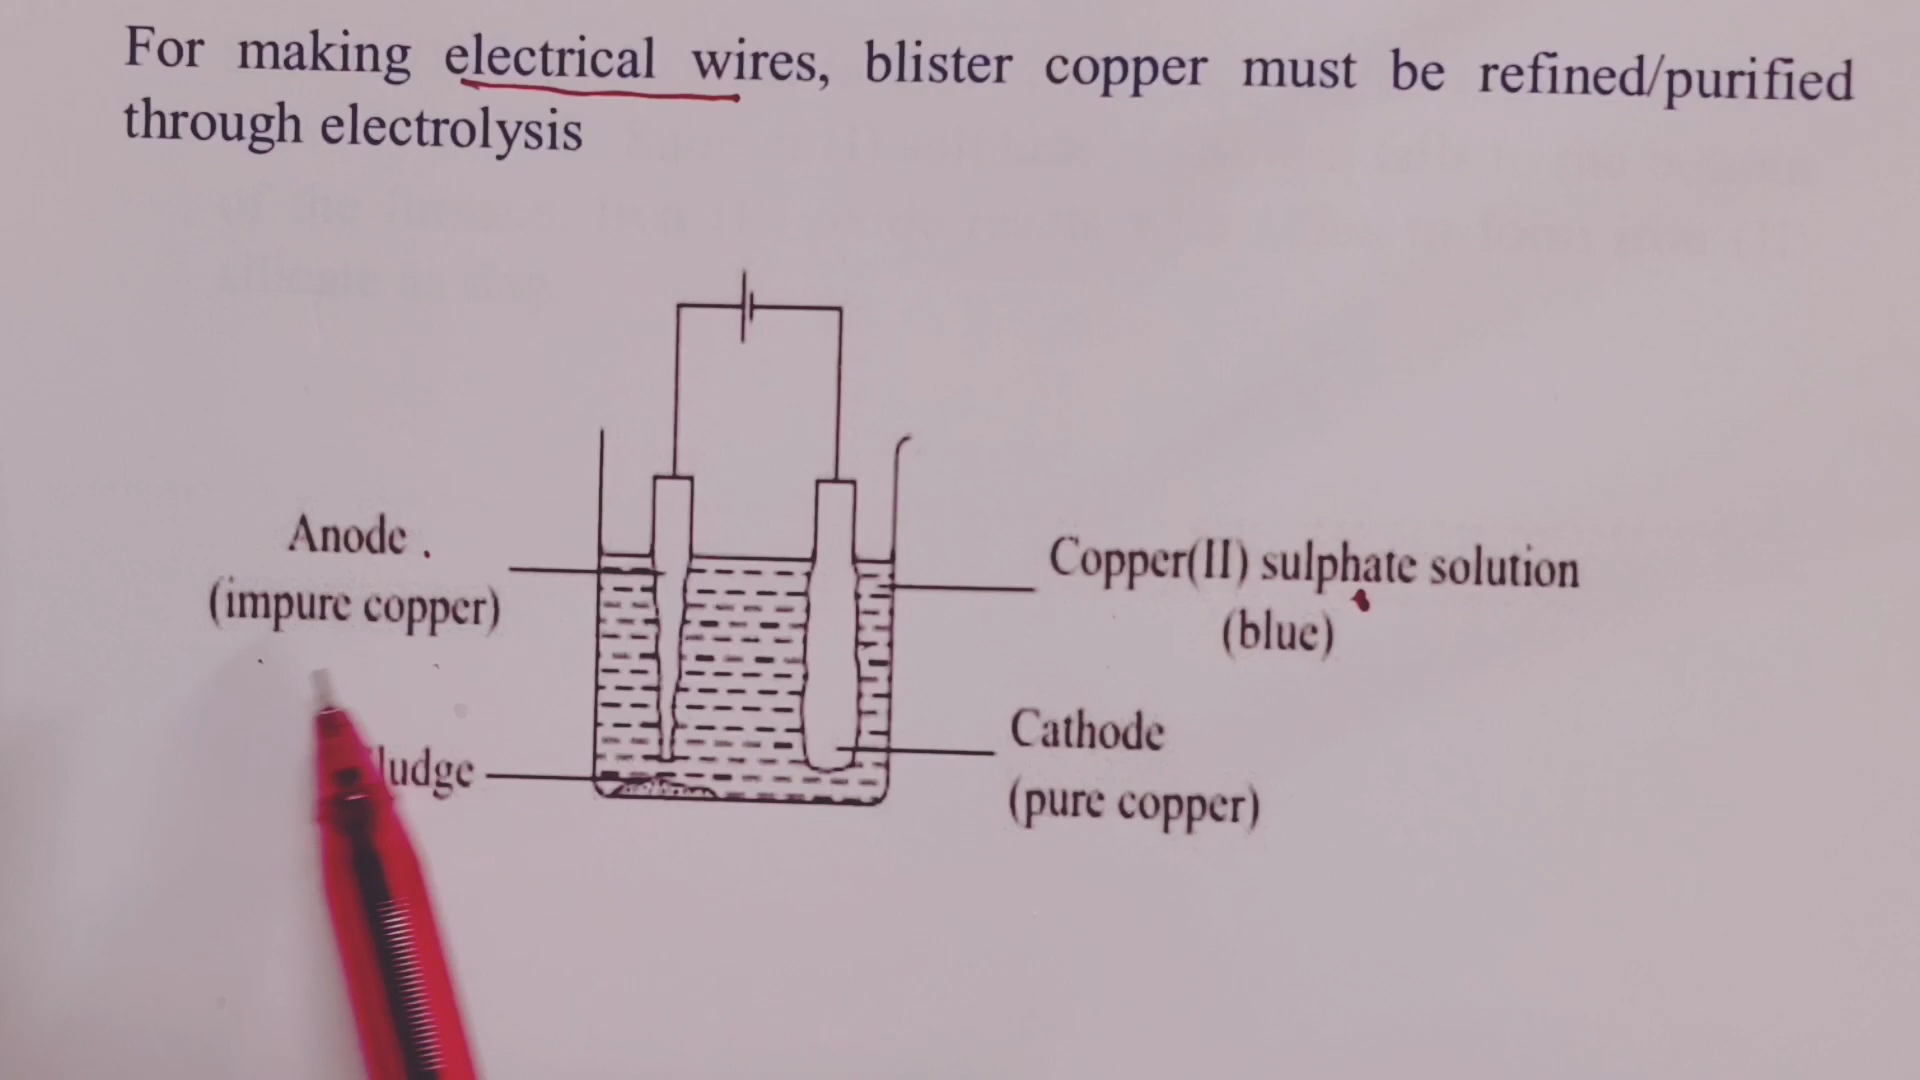 For making electrical wires, blister copper must be refined/purified
through electrolysis
Anode .
(impure copper)
ludge
Copper(II) sulphate solution
(blue)
Cathode
(pure copper)